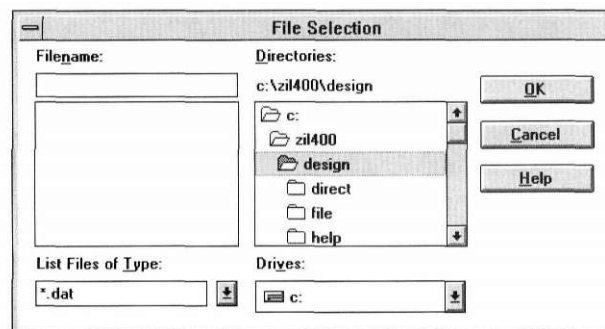 File Selection
Filename:
Directories:
c:\zil400\design
OK
c:
zil400
Cancel
design
direct
Help
file
help
List Files of Type:
Drives:
*.dat
c: